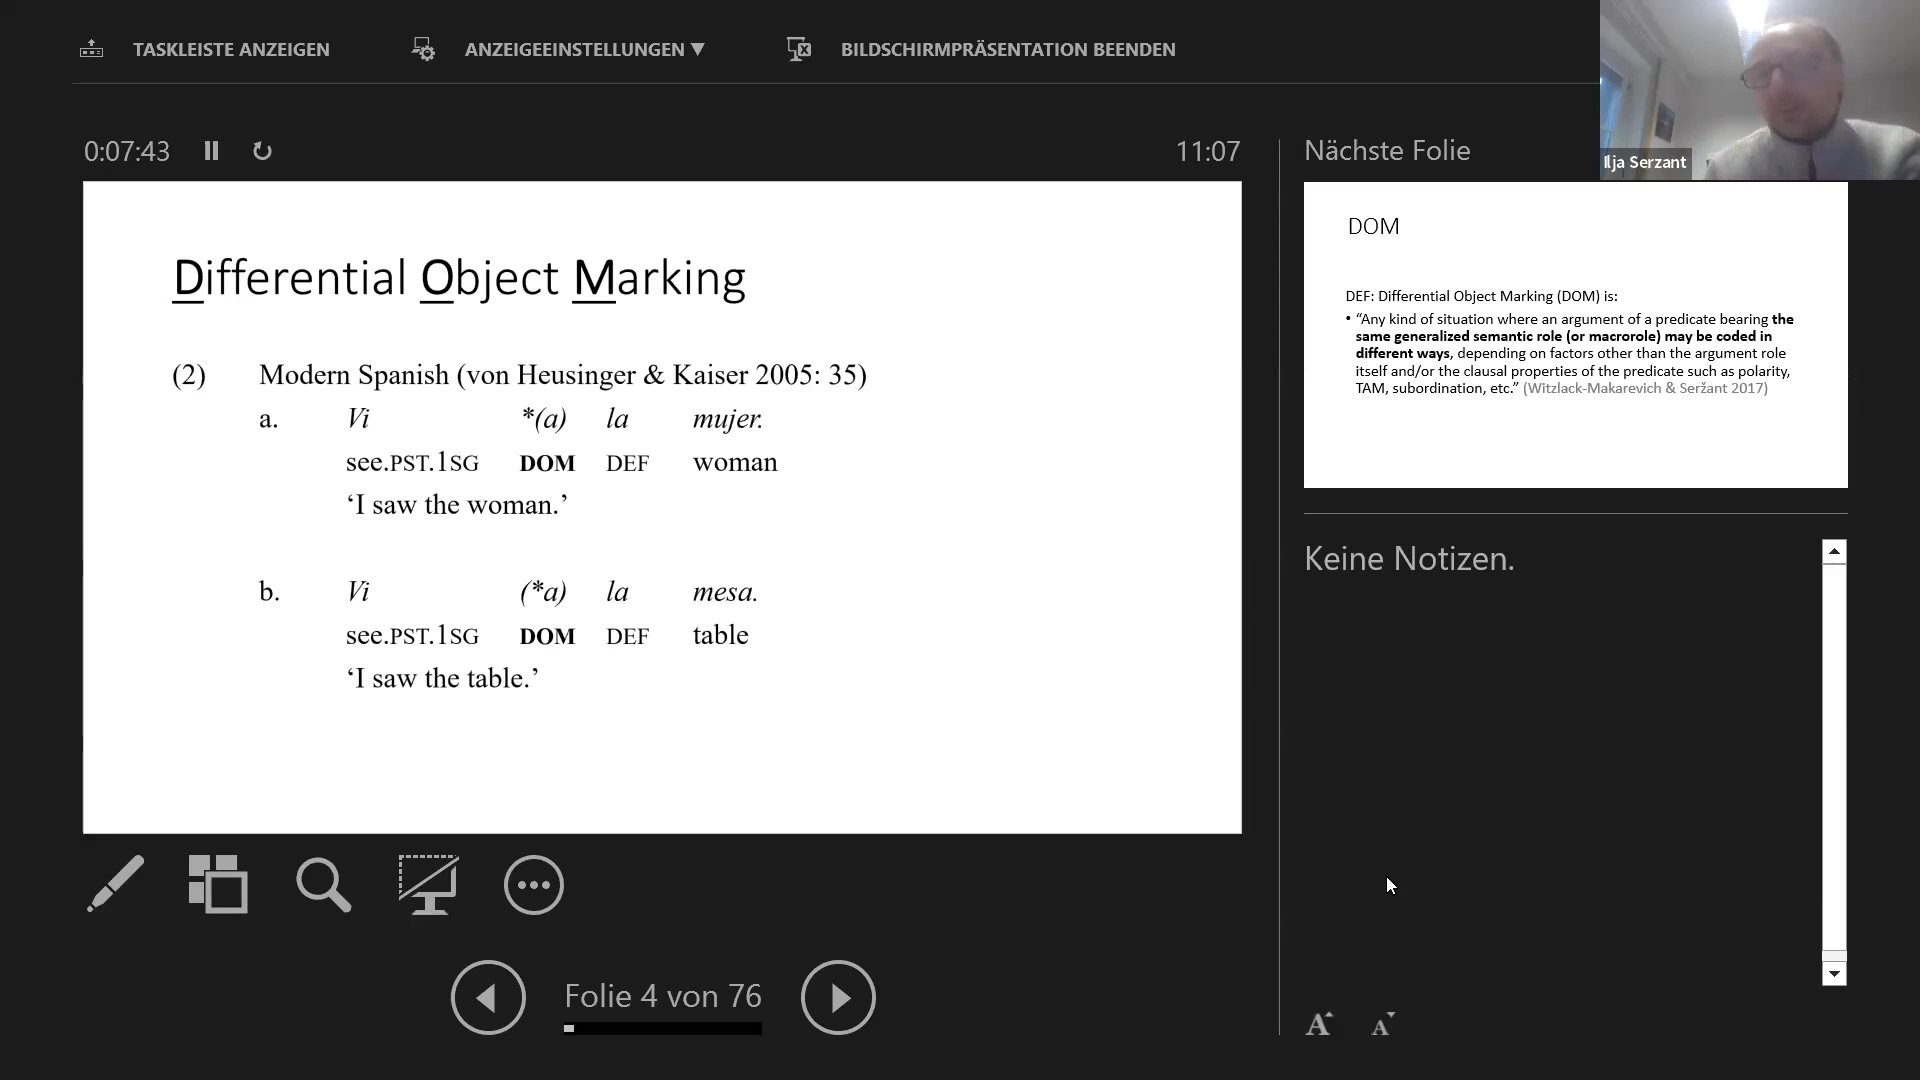 TASKLEISTE ANZEIGEN ANZEIGEEINSTELLUNGEN ▼ BILDSCHIRMPRÄSENTATION BEENDEN
Ilja Serzant
0:07:43 11:07
Differential Object Marking
(2) Modern Spanish (von Heusinger & Kaiser 2005: 35)
a. Vi *(a) la mujer.
see.PST.1SG DOM DEF woman
‘I saw the woman.’
b. Vi (*a) la mesa.
see.PST.1SG DOM DEF table
‘I saw the table.’
Folie 4 von 76
Nächste Folie
DOM
DEF: Differential Object Marking (DOM) is:
• “Any kind of situation where an argument of a predicate bearing the
same generalized semantic role (or macrorole) may be coded in
different ways, depending on factors other than the argument role
itself and/or the clausal properties of the predicate such as polarity,
TAM, subordination, etc.” (Witzlack-Makarevich & Seržant 2017)
Keine Notizen.
A A